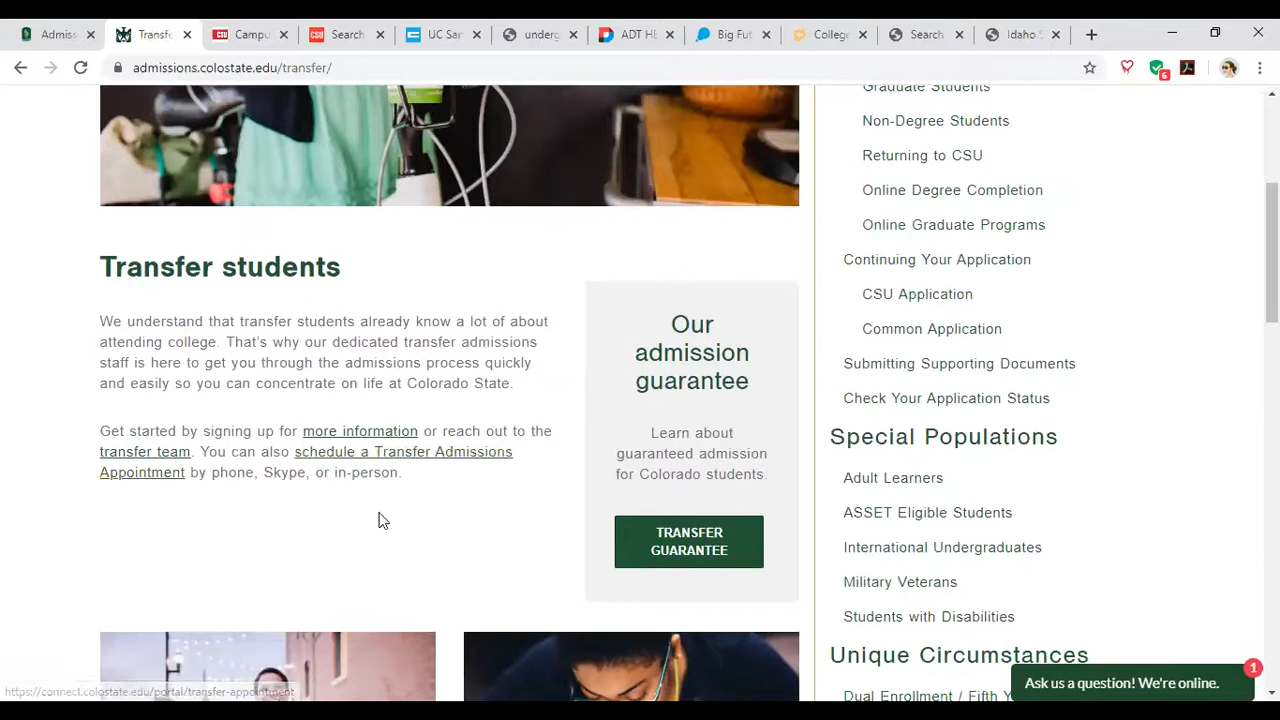 Admiss
Transfe
CSU Campu
CSU Search
UC San
underg
ADT HE
Big Fut
College
Search
Idaho S
admissions.colostate.edu/transfer/
6
Graduate Students
Non-Degree Students
Returning to CSU
Online Degree Completion
Online Graduate Programs
Continuing Your Application
CSU Application
Common Application
Submitting Supporting Documents
Check Your Application Status
Special Populations
Adult Learners
ASSET Eligible Students
International Undergraduates
Military Veterans
Students with Disabilities
Unique Circumstances
Dual Enrollment / Fifth Y
Transfer students
We understand that transfer students already know a lot of about
attending college. That's why our dedicated transfer admissions
staff is here to get you through the admissions process quickly
and easily so you can concentrate on life at Colorado State.
Get started by signing up for more information or reach out to the
transfer team. You can also schedule a Transfer Admissions
Appointment by phone, Skype, or in-person.
Our
admission
guarantee
Learn about
guaranteed admission
for Colorado students.
TRANSFER
GUARANTEE
Ask us a question! We're online.
1
https://connect.colostate.edu/portal/transfer-appointment